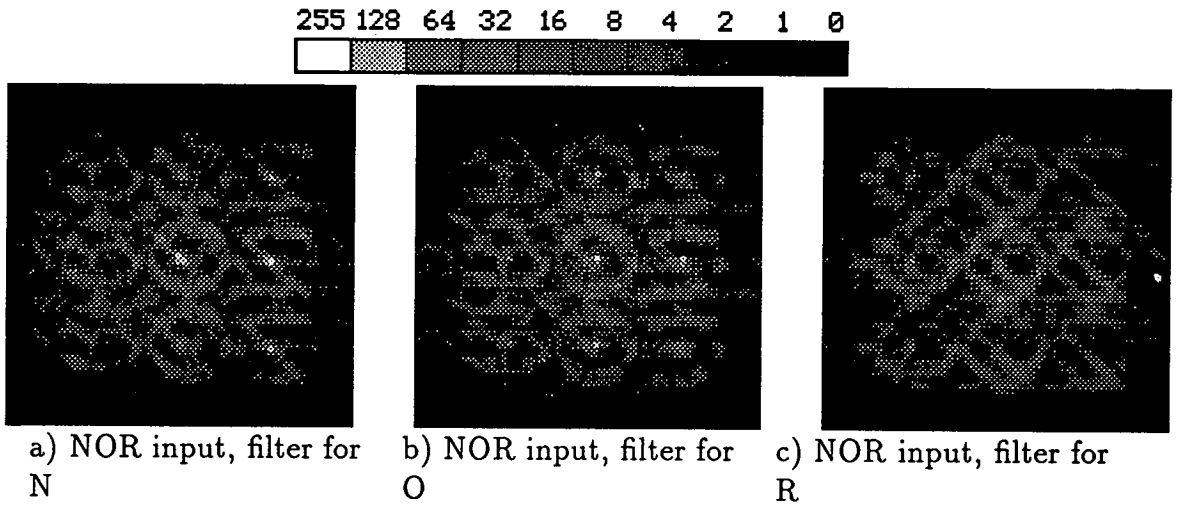 255 128 64 32 16 8 4 2 1 0
a) NOR input, filter for
N
b) NOR input, filter for
O
c) NOR input, filter for
R